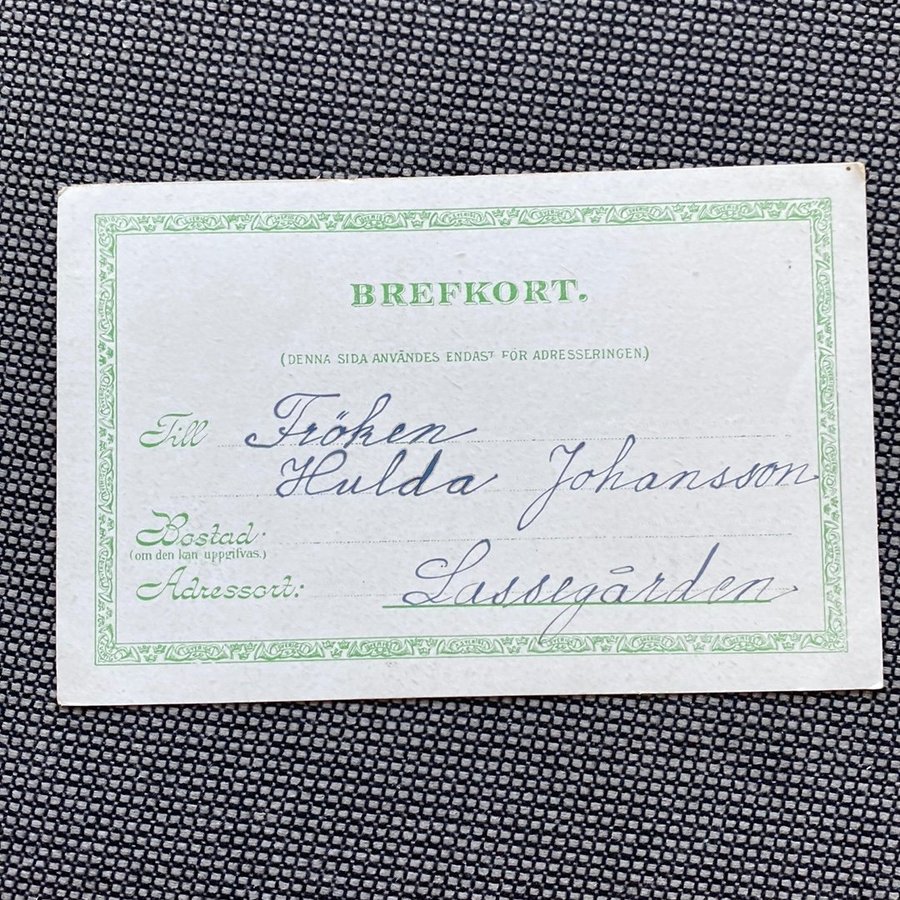 BREFKORT.
(DENNA SIDA ANVÄNDES ENDAST FÖR ADRESSERINGEN.)
Till Fröken
Hulda Johansson
Bostad:
(om den kan uppgifvas.)
Adressort: Lassegården